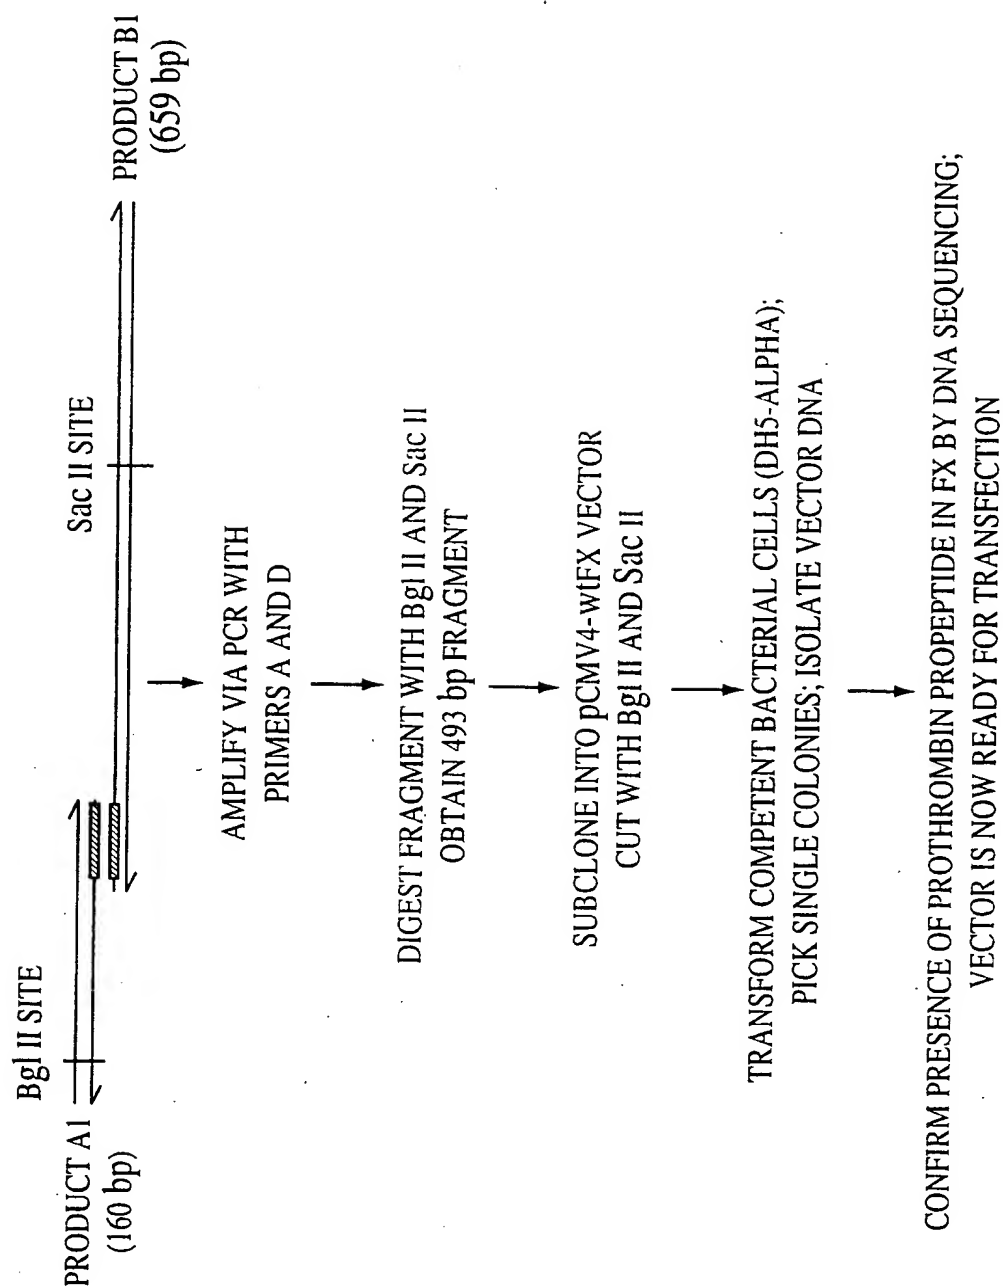 Bgl II SITE
PRODUCT A1
(160 bp)
Sac II SITE
PRODUCT B1
(659 bp)
AMPLIFY VIA PCR WITH
PRIMERS A AND D
DIGEST FRAGMENT WITH Bgl II AND Sac II
OBTAIN 493 bp FRAGMENT
SUBCLONE INTO pCMV4-wtFX VECTOR
CUT WITH Bgl II AND Sac II
TRANSFORM COMPETENT BACTERIAL CELLS (DH5-ALPHA);
PICK SINGLE COLONIES; ISOLATE VECTOR DNA
CONFIRM PRESENCE OF PROTHROMBIN PROPEPTIDE IN FX BY DNA SEQUENCING;
VECTOR IS NOW READY FOR TRANSFECTION